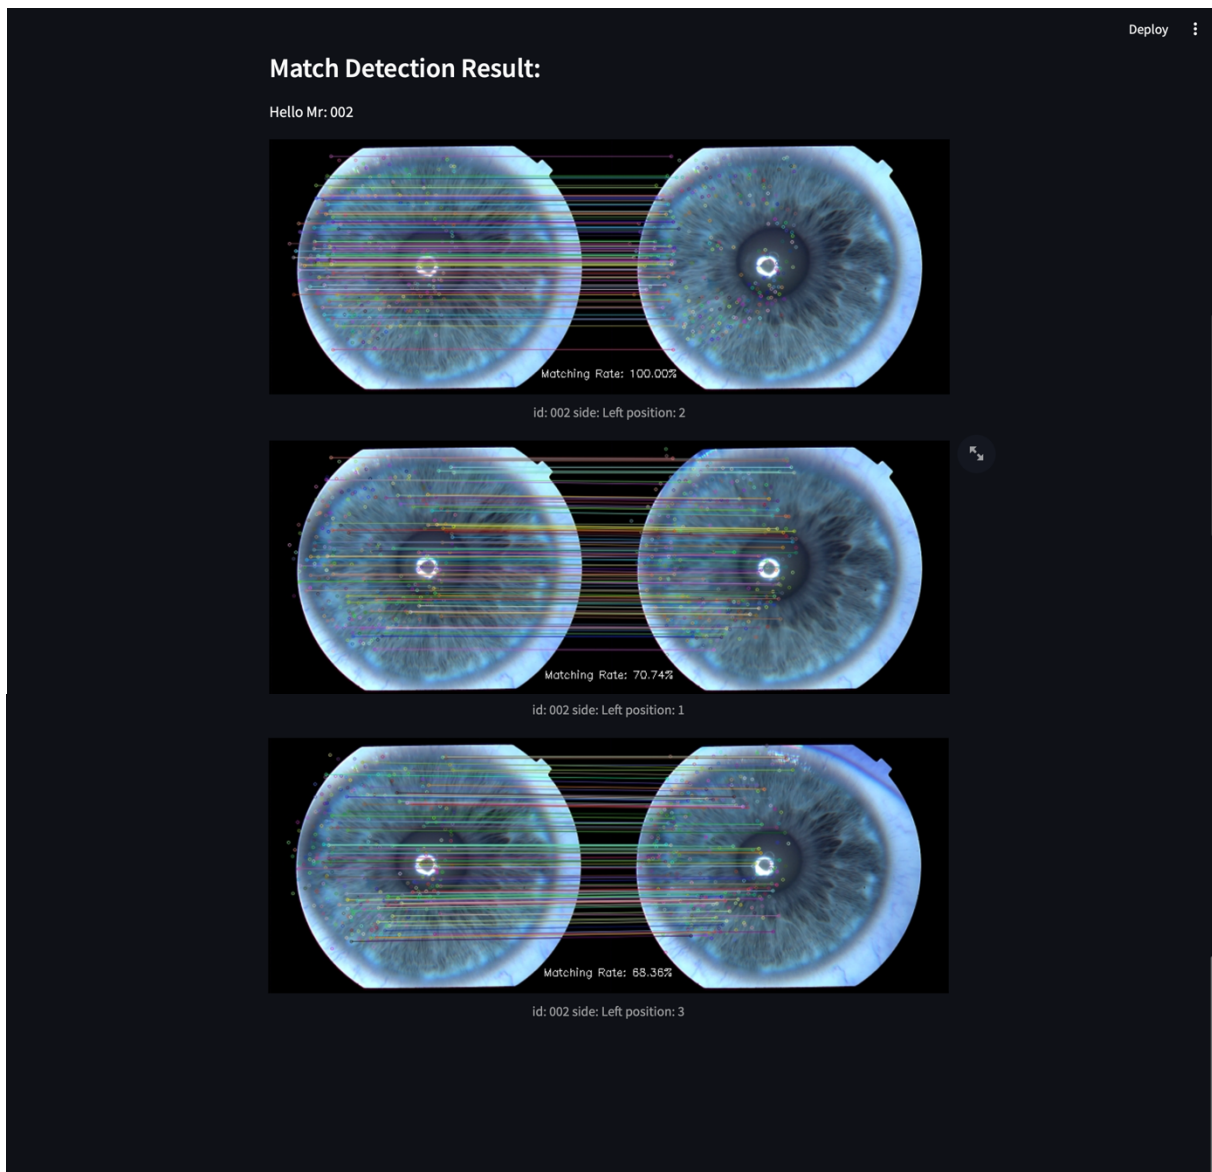 Deploy
Match Detection Result:
Hello Mr: 002
Matching Rate: 100.00%
id: 002 side: Left position: 2
Matching Rate: 70.74%
id: 002 side: Left position: 1
Matching Rate: 68.36%
id: 002 side: Left position: 3